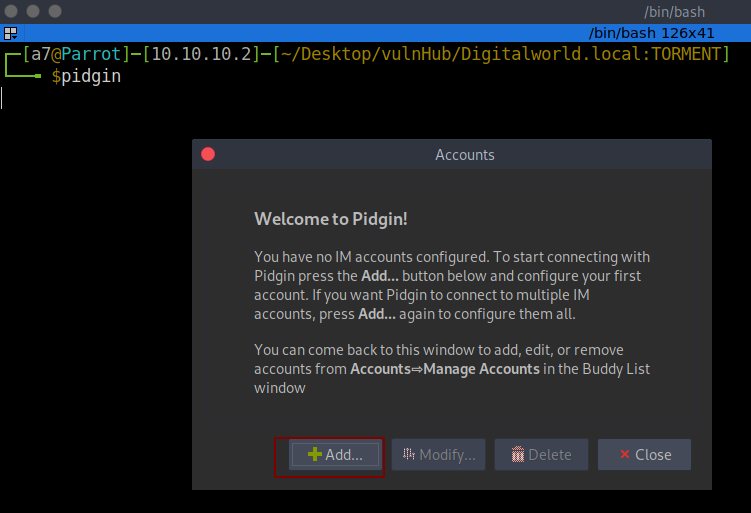 /bin/bash
/bin/bash 126x41
[a7@Parrot]─[10.10.10.2]─[~/Desktop/vulnHub/Digitalworld.local:TORMENT]
$pidgin
Accounts
Welcome to Pidgin!
You have no IM accounts configured. To start connecting with
Pidgin press the Add... button below and configure your first
account. If you want Pidgin to connect to multiple IM
accounts, press Add... again to configure them all.
You can come back to this window to add, edit, or remove
accounts from Accounts⇨Manage Accounts in the Buddy List
window
Add...
Modify...
Delete
Close